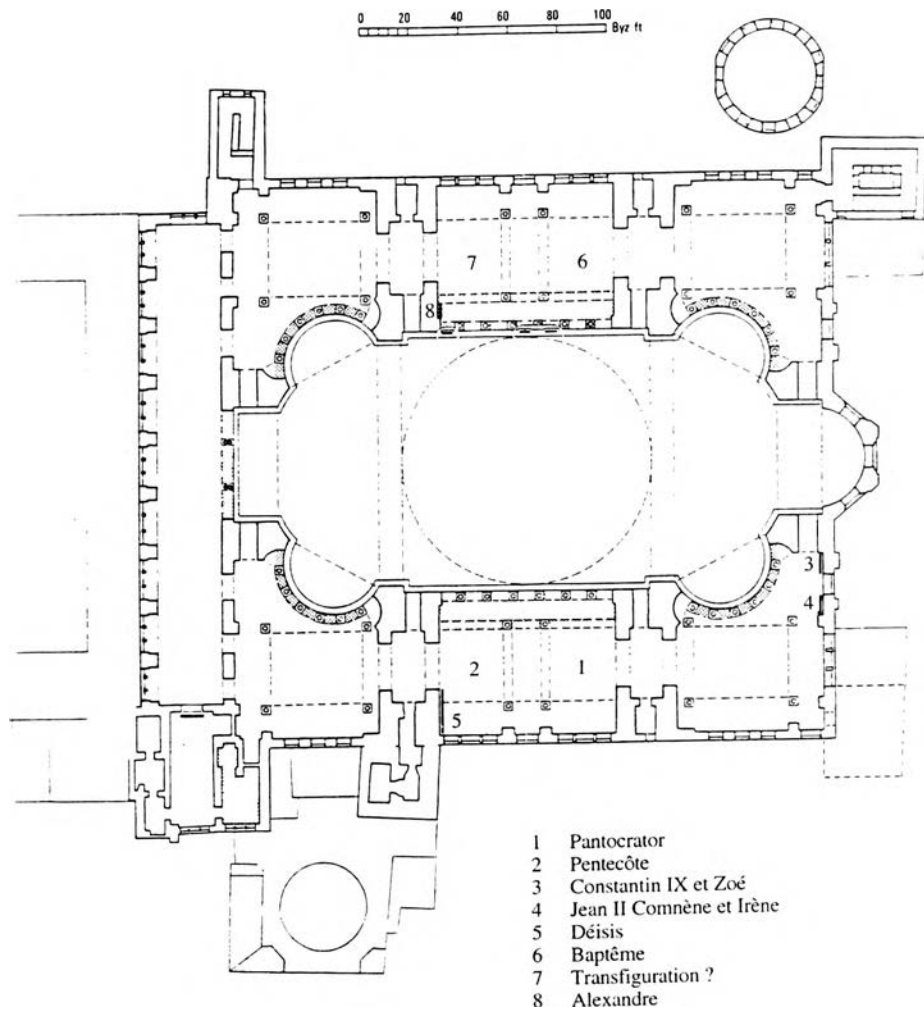 0 20 40 60 80 100
Byz ft
7 6
8
3
4
2 1
5
1 Pantocrator
2 Pentecôte
3 Constantin IX et Zoé
4 Jean II Comnène et Irène
5 Déisis
6 Baptême
7 Transfiguration ?
8 Alexandre